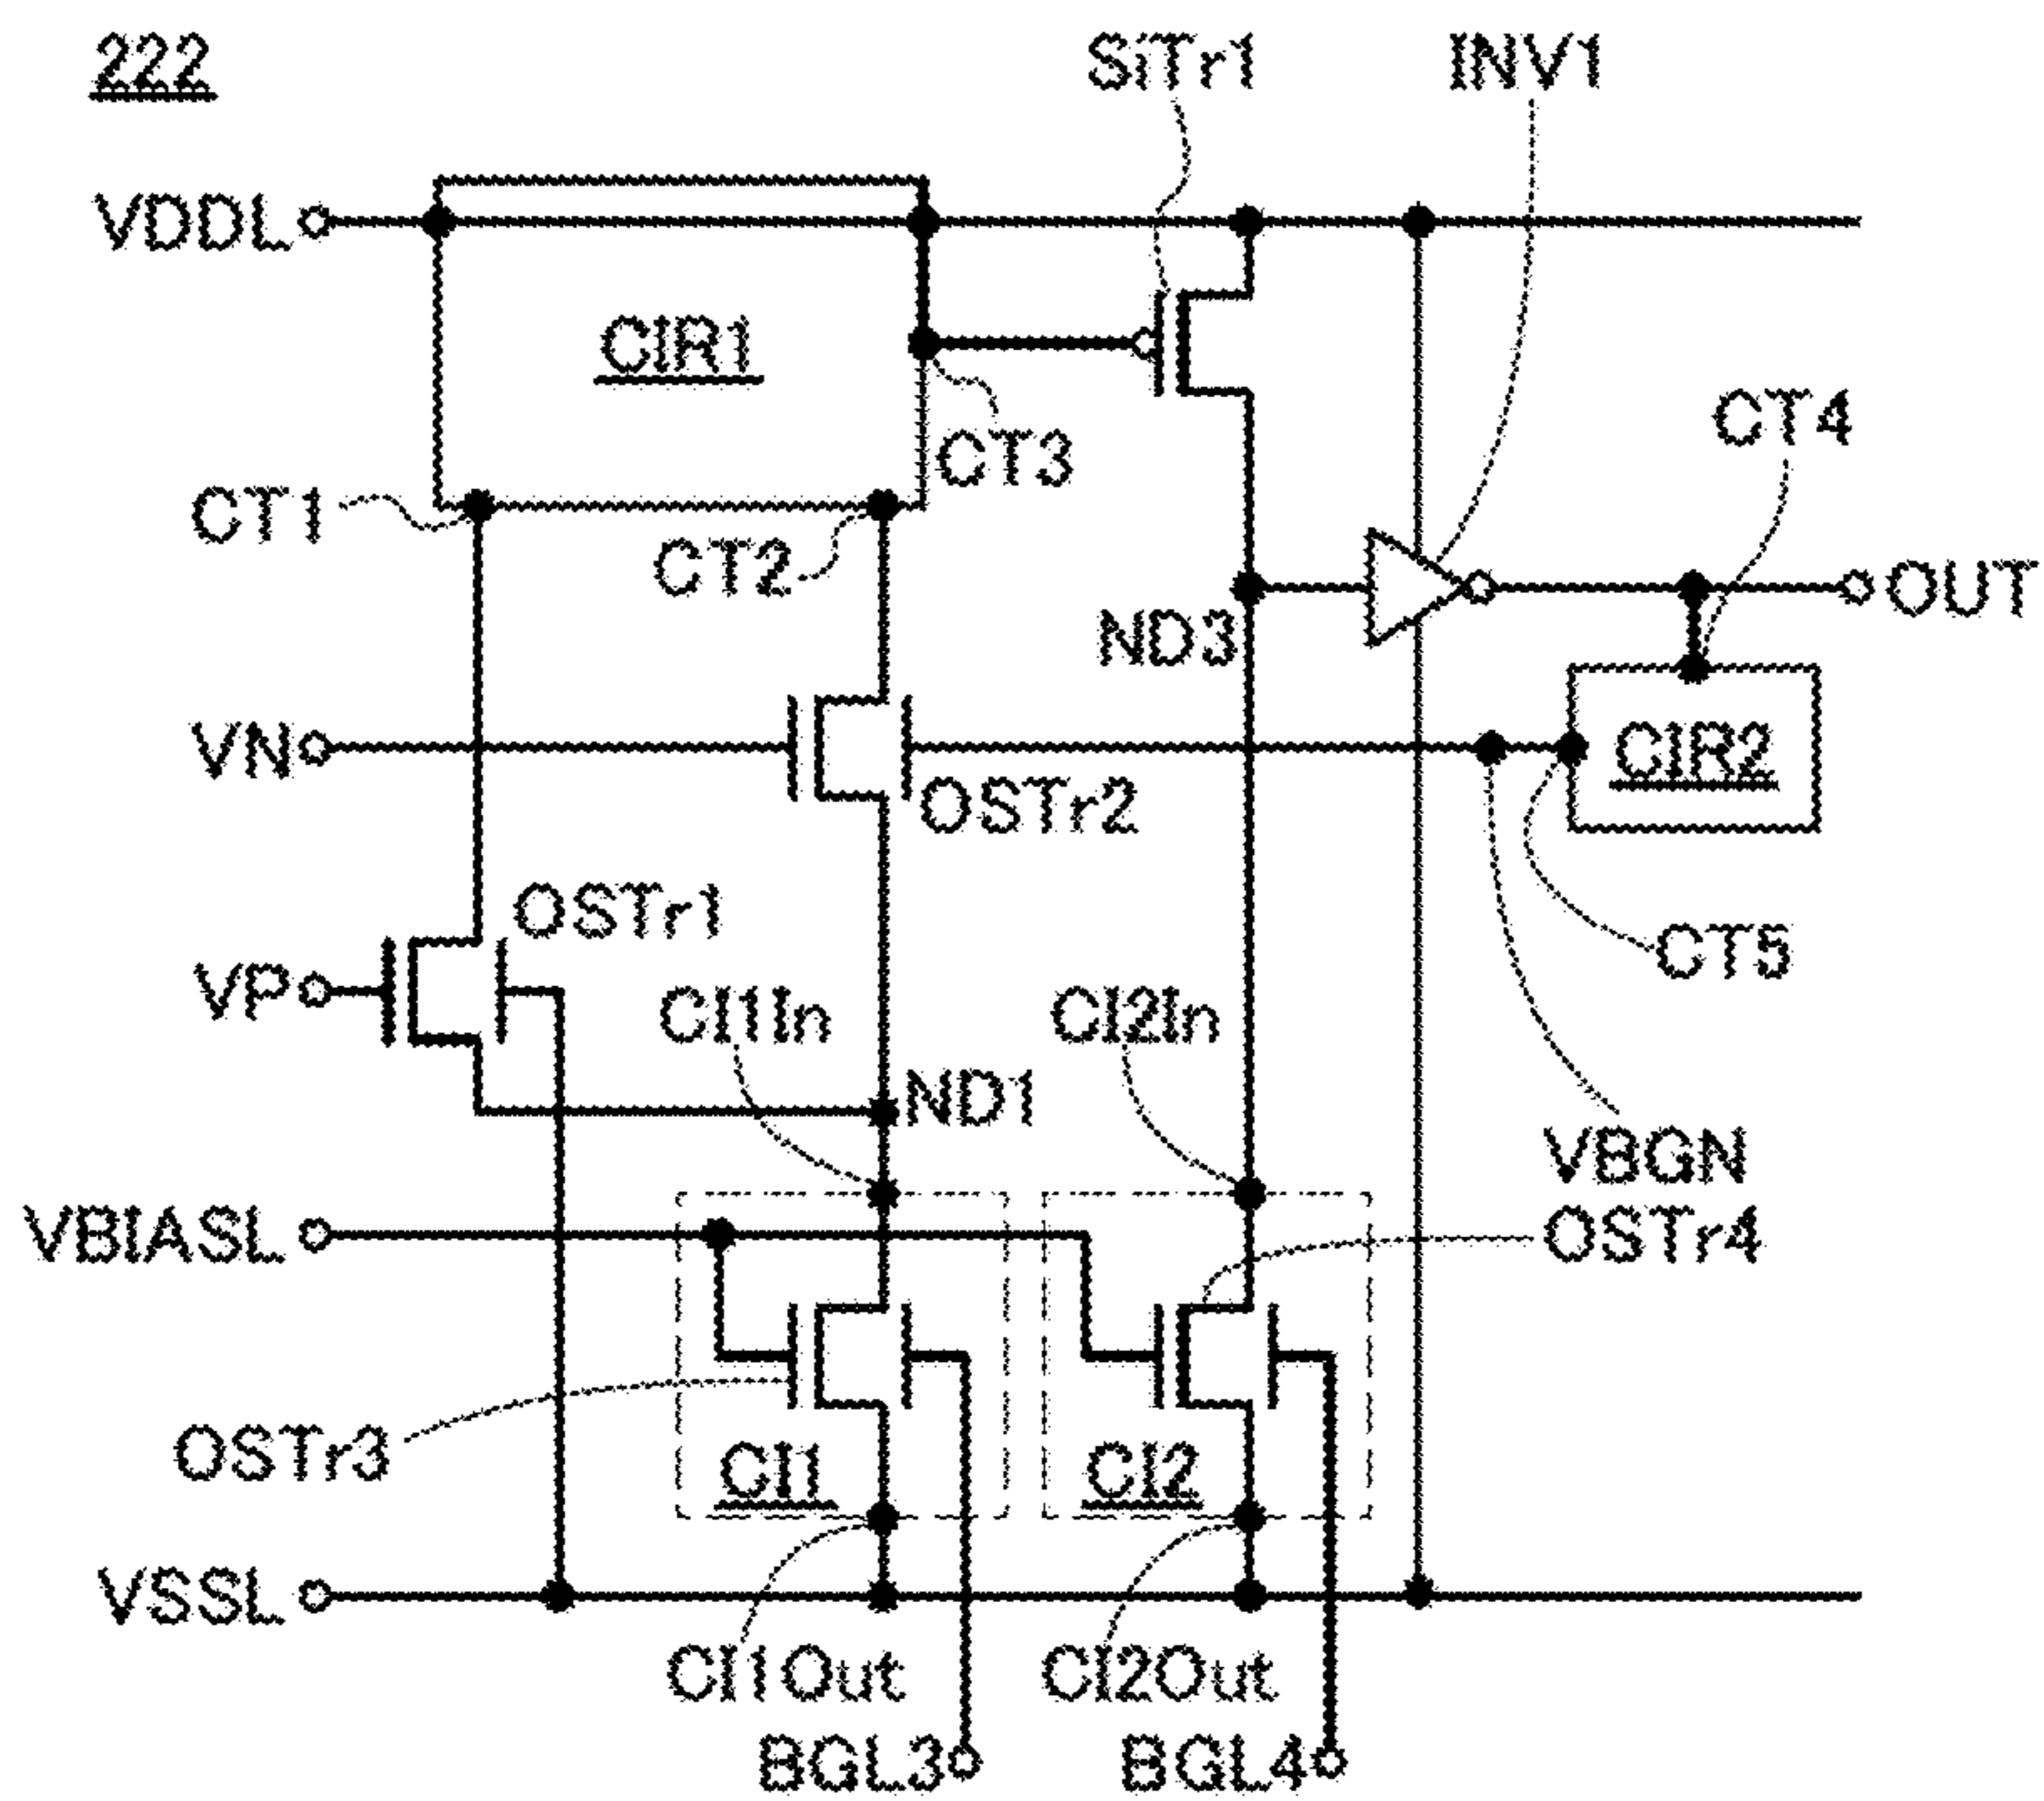 222
SiTr1
INV1
VDDL
CIR1
CT4
CT3
CT1
CT2
OUT
ND3
VN
CIR2
OSTr2
OSTr1
CT5
VP
CI1In
CI2In
ND1
VBGN
VBIASL
OSTr4
OSTr3
CI1
CI2
VSSL
CI1Out
CI2Out
BGL3
BGL4